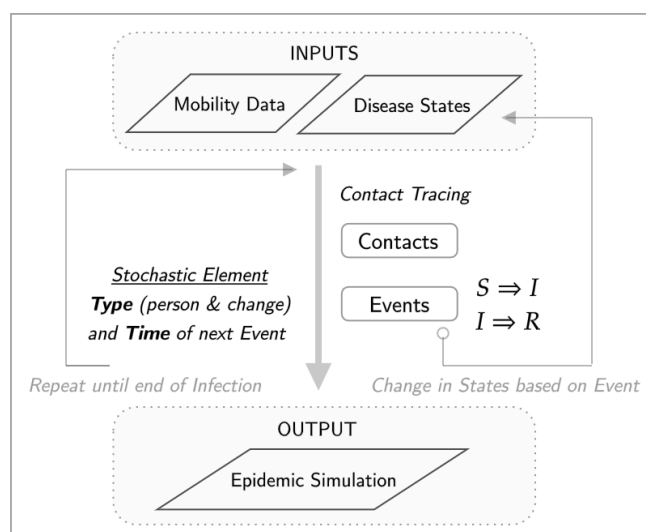 INPUTS
Mobility Data
Disease States
Contact Tracing
Contacts
Stochastic Element
Type (person & change)
and Time of next Event
Events
S ⇒ I
I ⇒ R
Repeat until end of Infection
Change in States based on Event
OUTPUT
Epidemic Simulation